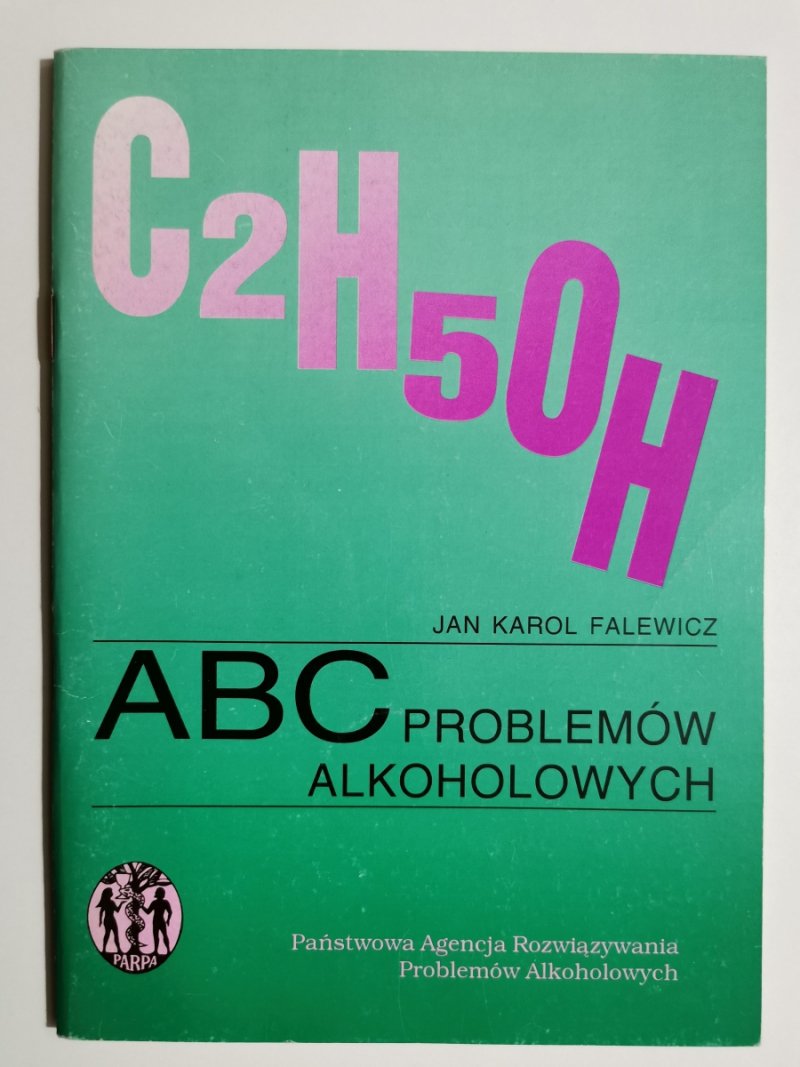 C2H5OH
JAN KAROL FALEWICZ
ABC PROBLEMÓW
ALKOHOLOWYCH
PARPA
Państwowa Agencja Rozwiązywania
Problemów Alkoholowych